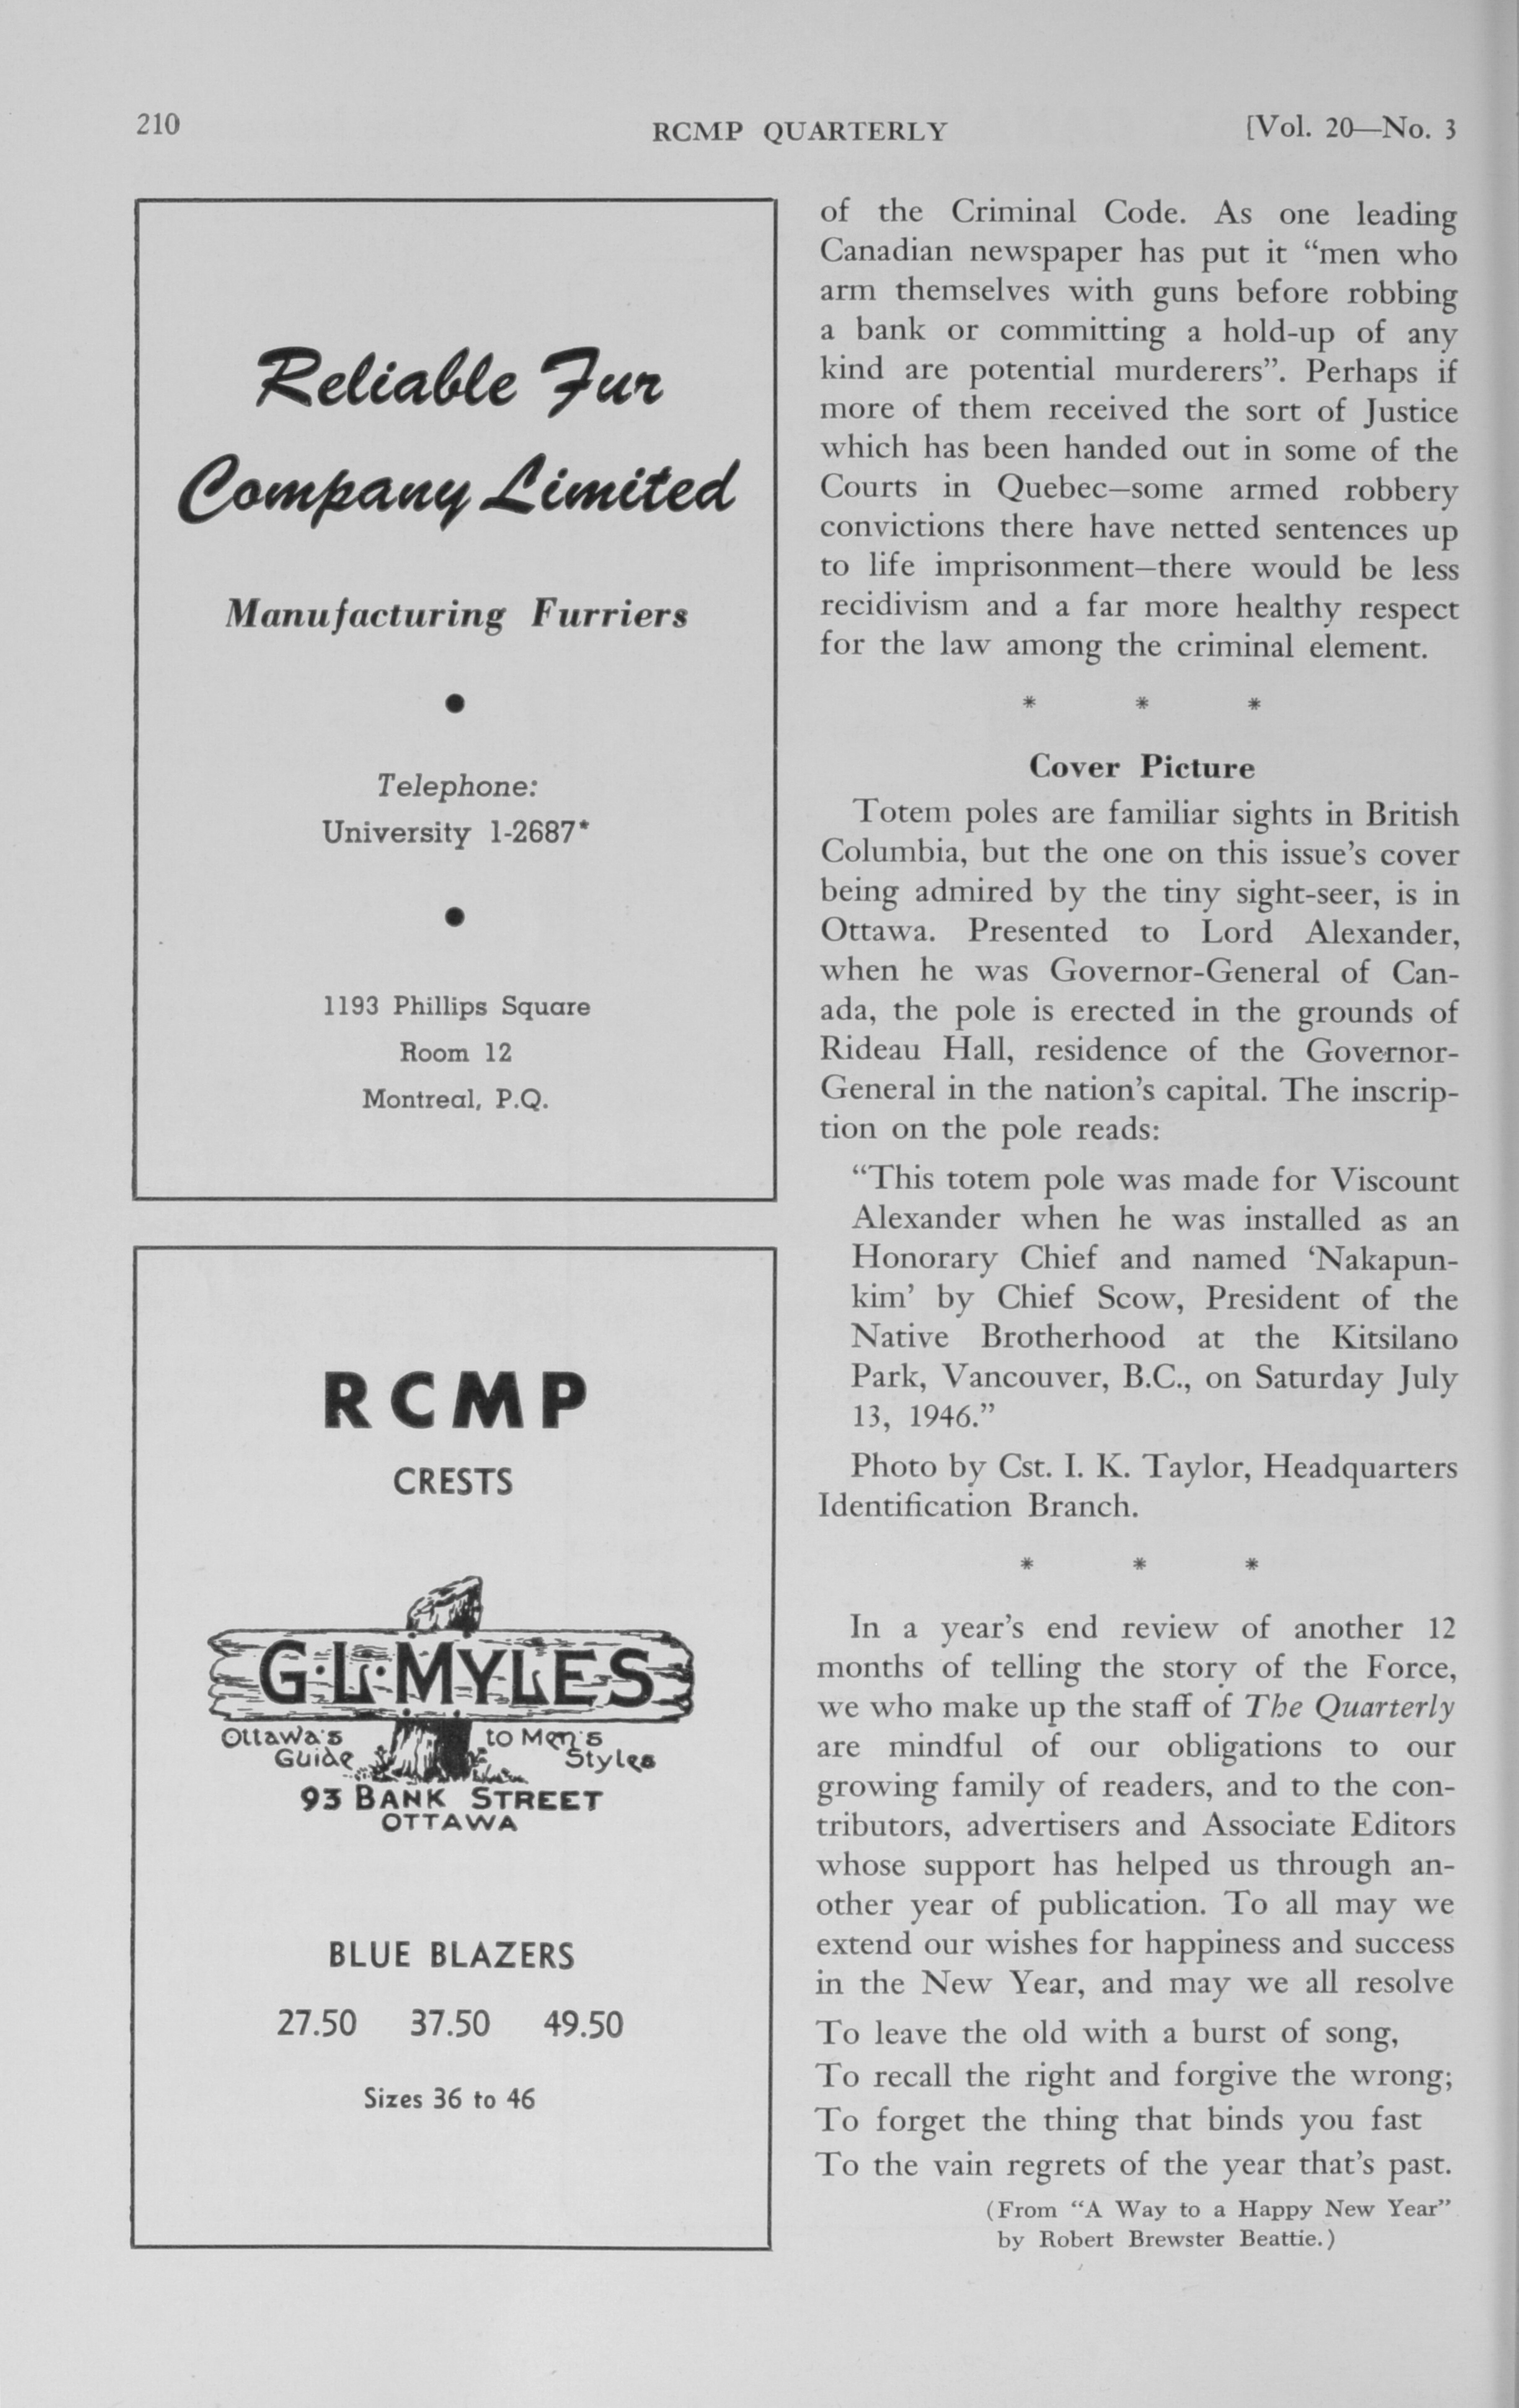 210
RCMP QUARTERLY
[Vol. 20—No. 3
Reliable Fur
Company Limited
Manufacturing Furriers
•
Telephone:
University 1-2687*
•
1193 Phillips Square
Room 12
Montreal, P.Q.
RCMP
CRESTS
G·L·MYLES
Ottawa's
Guide
to Men's
Styles
93 BANK STREET
OTTAWA
BLUE BLAZERS
27.50 37.50 49.50
Sizes 36 to 46
of the Criminal Code. As one leading
Canadian newspaper has put it “men who
arm themselves with guns before robbing
a bank or committing a hold-up of any
kind are potential murderers”. Perhaps if
more of them received the sort of Justice
which has been handed out in some of the
Courts in Quebec—some armed robbery
convictions there have netted sentences up
to life imprisonment—there would be less
recidivism and a far more healthy respect
for the law among the criminal element.
* * *
Cover Picture
Totem poles are familiar sights in British
Columbia, but the one on this issue's cover
being admired by the tiny sight-seer, is in
Ottawa. Presented to Lord Alexander,
when he was Governor-General of Can-
ada, the pole is erected in the grounds of
Rideau Hall, residence of the Governor-
General in the nation's capital. The inscrip-
tion on the pole reads:
“This totem pole was made for Viscount
Alexander when he was installed as an
Honorary Chief and named ‘Nakapun-
kim’ by Chief Scow, President of the
Native Brotherhood at the Kitsilano
Park, Vancouver, B.C., on Saturday July
13, 1946.”
Photo by Cst. I. K. Taylor, Headquarters
Identification Branch.
* * *
In a year's end review of another 12
months of telling the story of the Force,
we who make up the staff of The Quarterly
are mindful of our obligations to our
growing family of readers, and to the con-
tributors, advertisers and Associate Editors
whose support has helped us through an-
other year of publication. To all may we
extend our wishes for happiness and success
in the New Year, and may we all resolve
To leave the old with a burst of song,
To recall the right and forgive the wrong;
To forget the thing that binds you fast
To the vain regrets of the year that's past.
(From “A Way to a Happy New Year”
by Robert Brewster Beattie.)